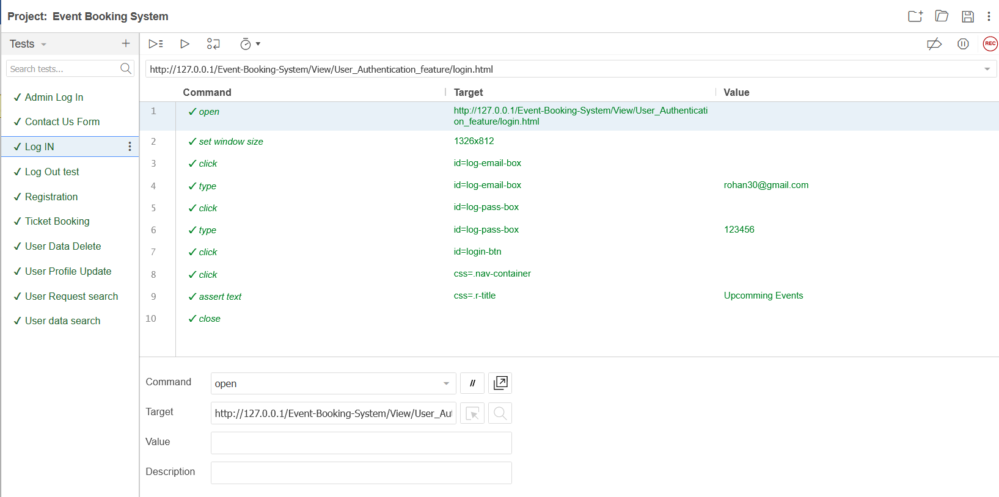 Project: Event Booking System
Tests
Search tests...
Admin Log In
Contact Us Form
Log IN
Log Out test
Registration
Ticket Booking
User Data Delete
User Profile Update
User Request search
User data search
REC
http://127.0.0.1/Event-Booking-System/View/User_Authentication_feature/login.html
Command Target Value
1 open http://127.0.0.1/Event-Booking-System/View/User_Authenticati
on_feature/login.html
2 set window size 1326x812
3 click id=log-email-box
4 type id=log-email-box rohan30@gmail.com
5 click id=log-pass-box
6 type id=log-pass-box 123456
7 click id=login-btn
8 click css=.nav-container
9 assert text css=.r-title Upcomming Events
10 close
Command open //
Target http://127.0.0.1/Event-Booking-System/View/User_Aut
Value
Description